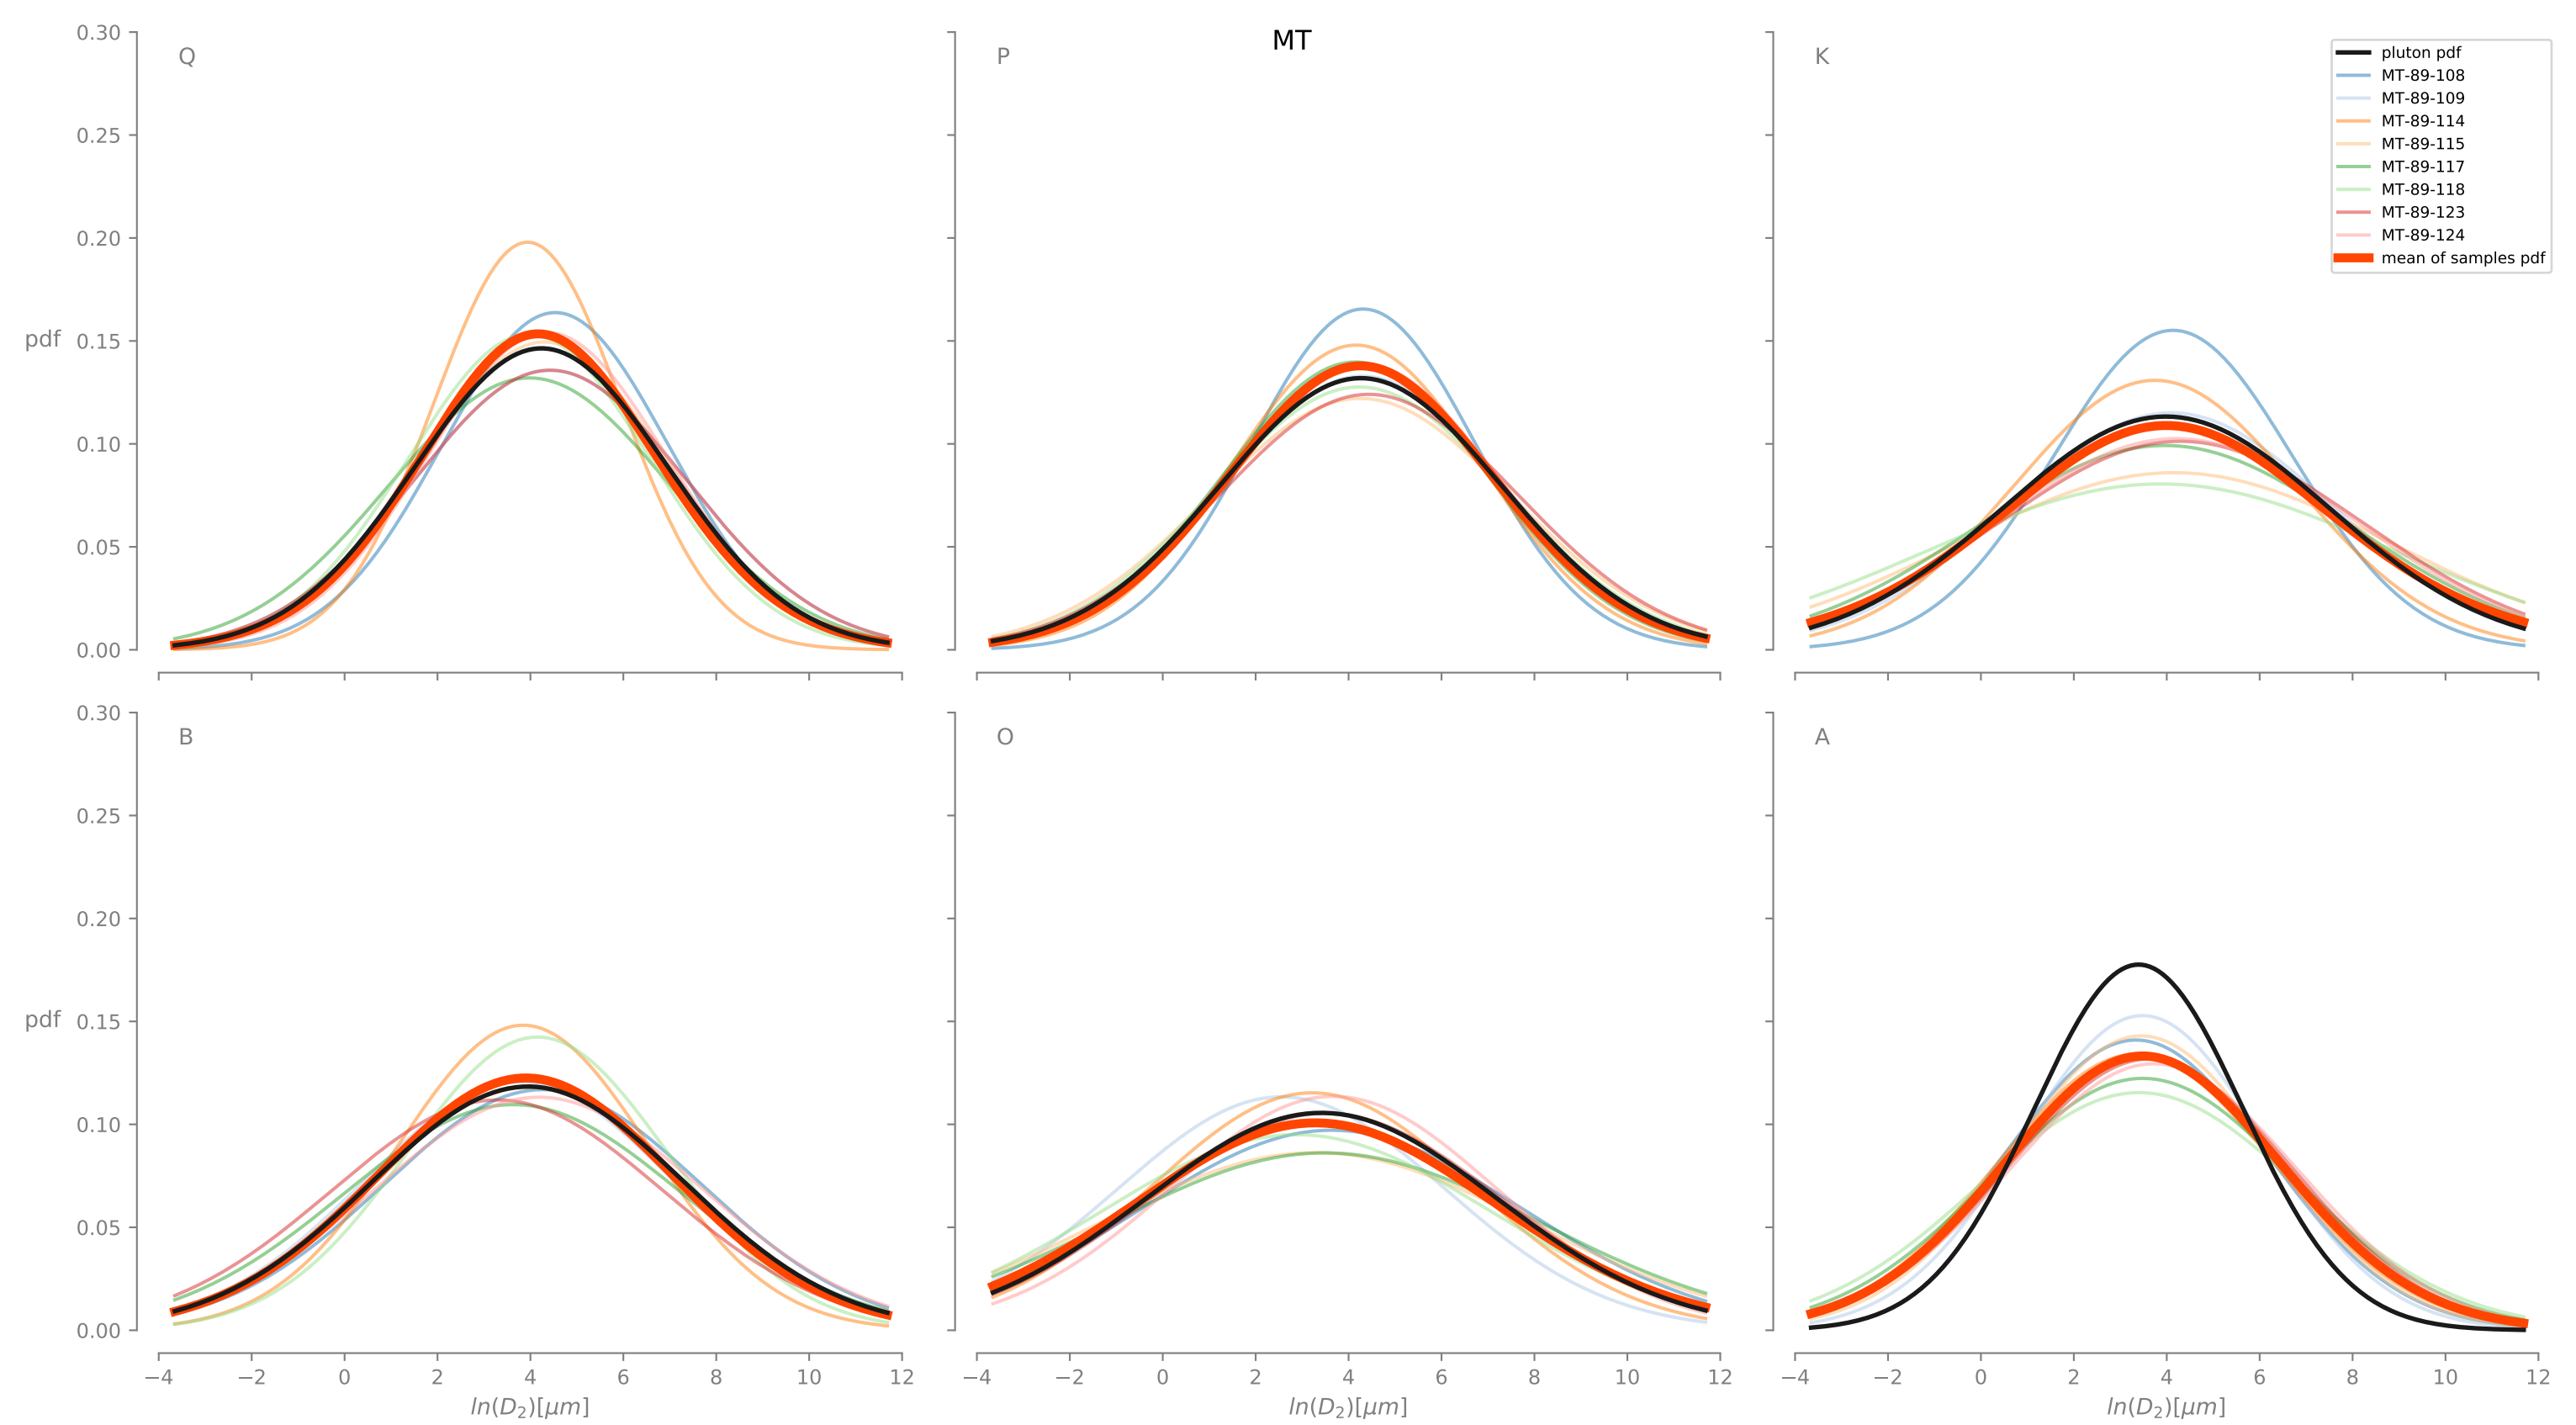 MT
Q
P
K
0.30
0.25
0.20
pdf 0.15
0.10
0.05
0.00
pluton pdf
MT-89-108
MT-89-109
MT-89-114
MT-89-115
MT-89-117
MT-89-118
MT-89-123
MT-89-124
mean of samples pdf
B
O
A
0.30
0.25
0.20
pdf 0.15
0.10
0.05
0.00
−4 −2 0 2 4 6 8 10 12
−4 −2 0 2 4 6 8 10 12
−4 −2 0 2 4 6 8 10 12
ln(D₂)[μm]
ln(D₂)[μm]
ln(D₂)[μm]